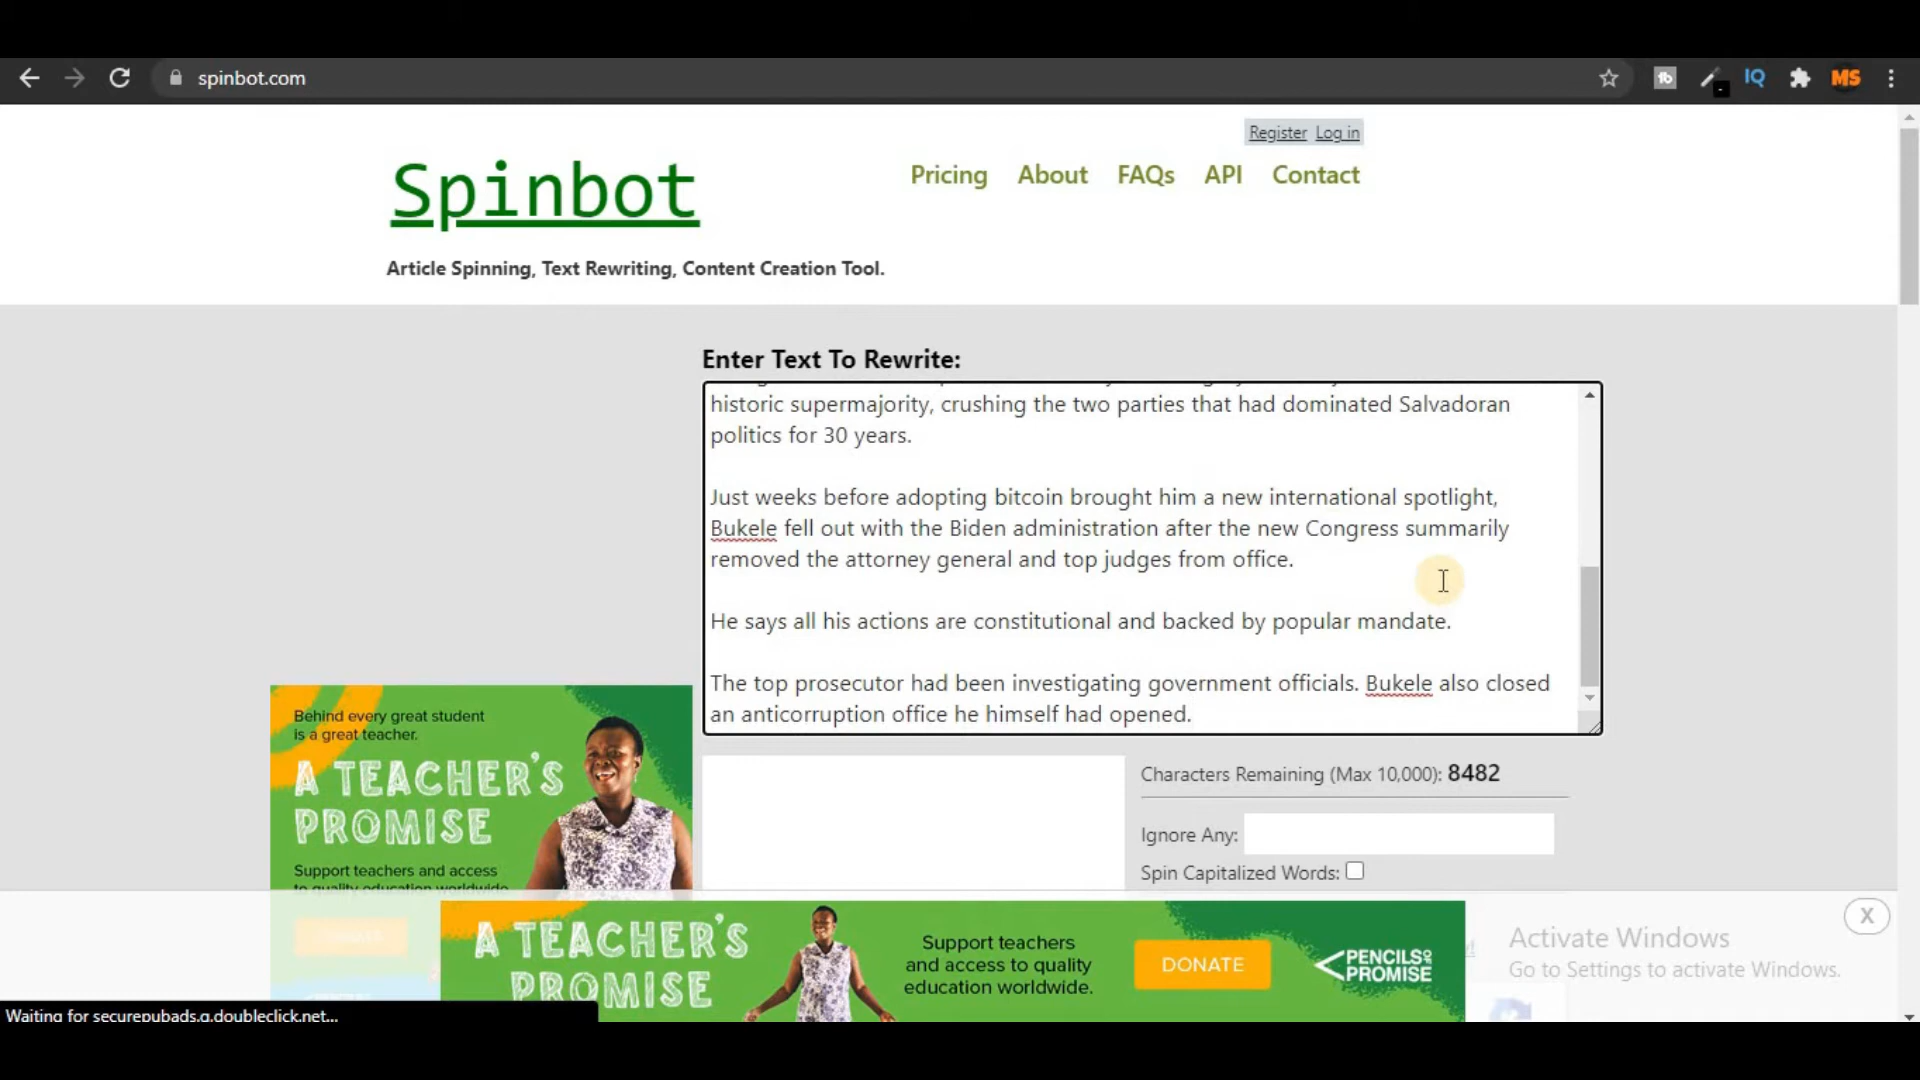 spinbot.com
IQ
MS
Register Log in
Spinbot
Pricing About FAQs API Contact
Article Spinning, Text Rewriting, Content Creation Tool.
Enter Text To Rewrite:
historic supermajority, crushing the two parties that had dominated Salvadoran
politics for 30 years.
Just weeks before adopting bitcoin brought him a new international spotlight,
Bukele fell out with the Biden administration after the new Congress summarily
removed the attorney general and top judges from office.
He says all his actions are constitutional and backed by popular mandate.
The top prosecutor had been investigating government officials. Bukele also closed
an anticorruption office he himself had opened.
Behind every great student
is a great teacher.
A TEACHER'S
PROMISE
Support teachers and access
to quality education worldwide
Characters Remaining (Max 10,000): 8482
Ignore Any:
Spin Capitalized Words:
A TEACHER'S
PROMISE
Support teachers
and access to quality
education worldwide.
DONATE
PENCILS OF
PROMISE
X
Activate Windows
Go to Settings to activate Windows.
Waiting for securepubads.g.doubleclick.net...